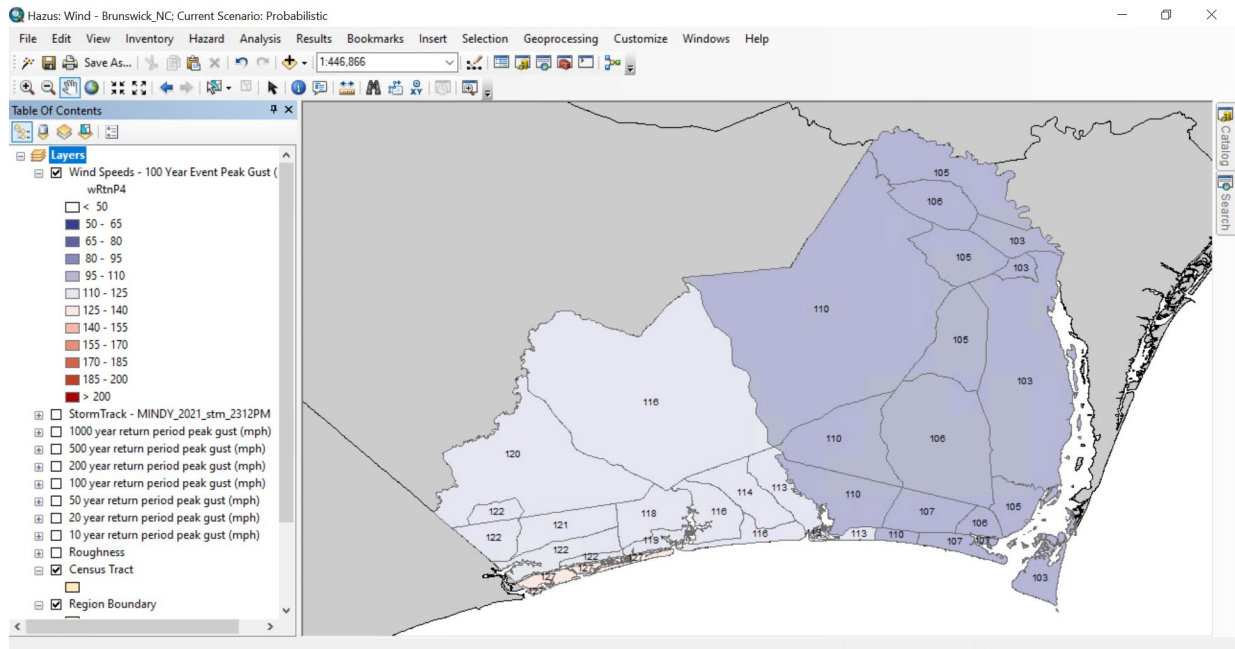 Hazus: Wind - Brunswick_NC; Current Scenario: Probabilistic
File Edit View Inventory Hazard Analysis Results Bookmarks Insert Selection Geoprocessing Customize Windows Help
Save As... 1:446,866
Table Of Contents
Layers
Wind Speeds - 100 Year Event Peak Gust (
wRtnP4
< 50
50 - 65
65 - 80
80 - 95
95 - 110
110 - 125
125 - 140
140 - 155
155 - 170
170 - 185
185 - 200
> 200
StormTrack - MINDY_2021_stm_2312PM
1000 year return period peak gust (mph)
500 year return period peak gust (mph)
200 year return period peak gust (mph)
100 year return period peak gust (mph)
50 year return period peak gust (mph)
20 year return period peak gust (mph)
10 year return period peak gust (mph)
Roughness
Census Tract
Region Boundary
105
106
103
105
103
110
105
103
116
110
106
120
113
114
110
105
122
118
116
107
121
106
122
116
113
110
107
119
122
122
127
127
127
103
Catalog
Search